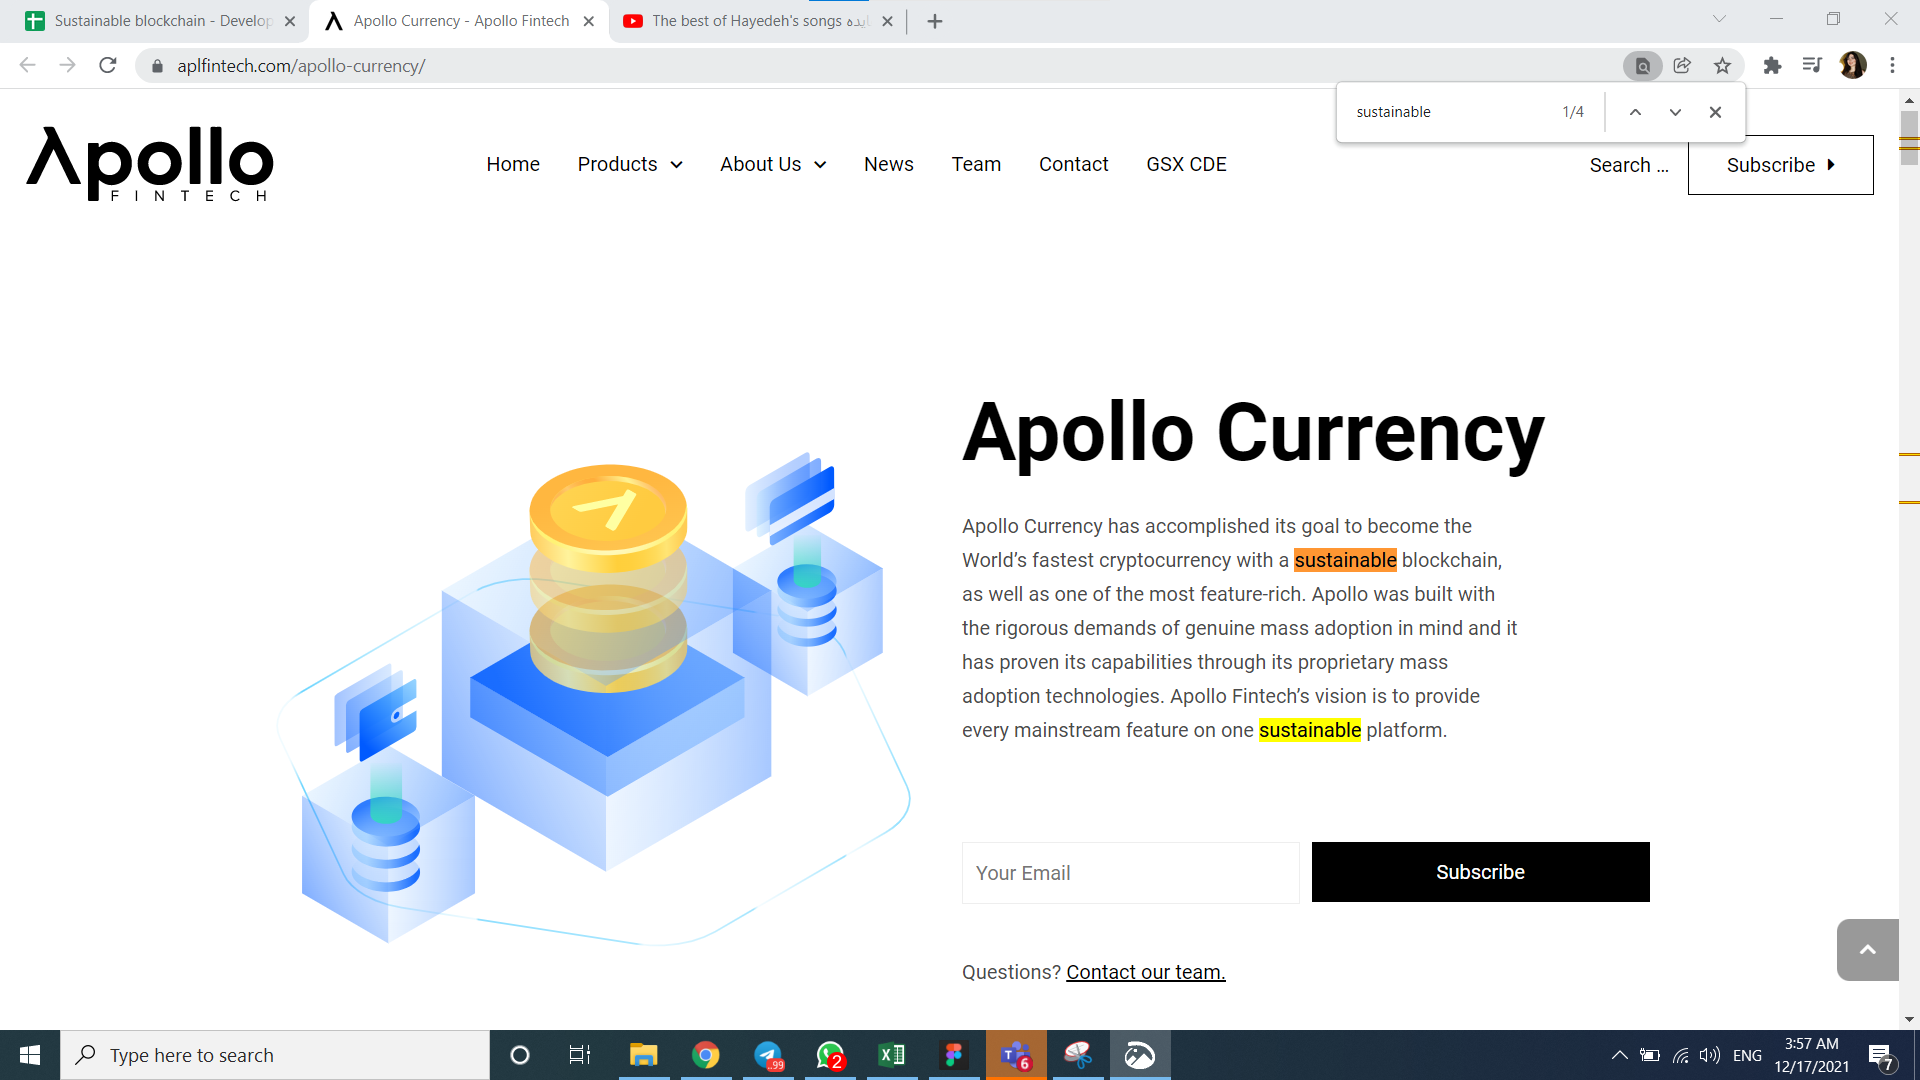 Sustainable blockchain - Develop
Apollo Currency - Apollo Fintech
The best of Hayedeh's songs
aplfintech.com/apollo-currency/
sustainable 1/4
Apollo
FINTECH
Home Products About Us News Team Contact GSX CDE
Search ... Subscribe
Apollo Currency
Apollo Currency has accomplished its goal to become the
World’s fastest cryptocurrency with a sustainable blockchain,
as well as one of the most feature-rich. Apollo was built with
the rigorous demands of genuine mass adoption in mind and it
has proven its capabilities through its proprietary mass
adoption technologies. Apollo Fintech’s vision is to provide
every mainstream feature on one sustainable platform.
Your Email Subscribe
Questions? Contact our team.
Type here to search
..99
2
6
ENG
3:57 AM
12/17/2021
7